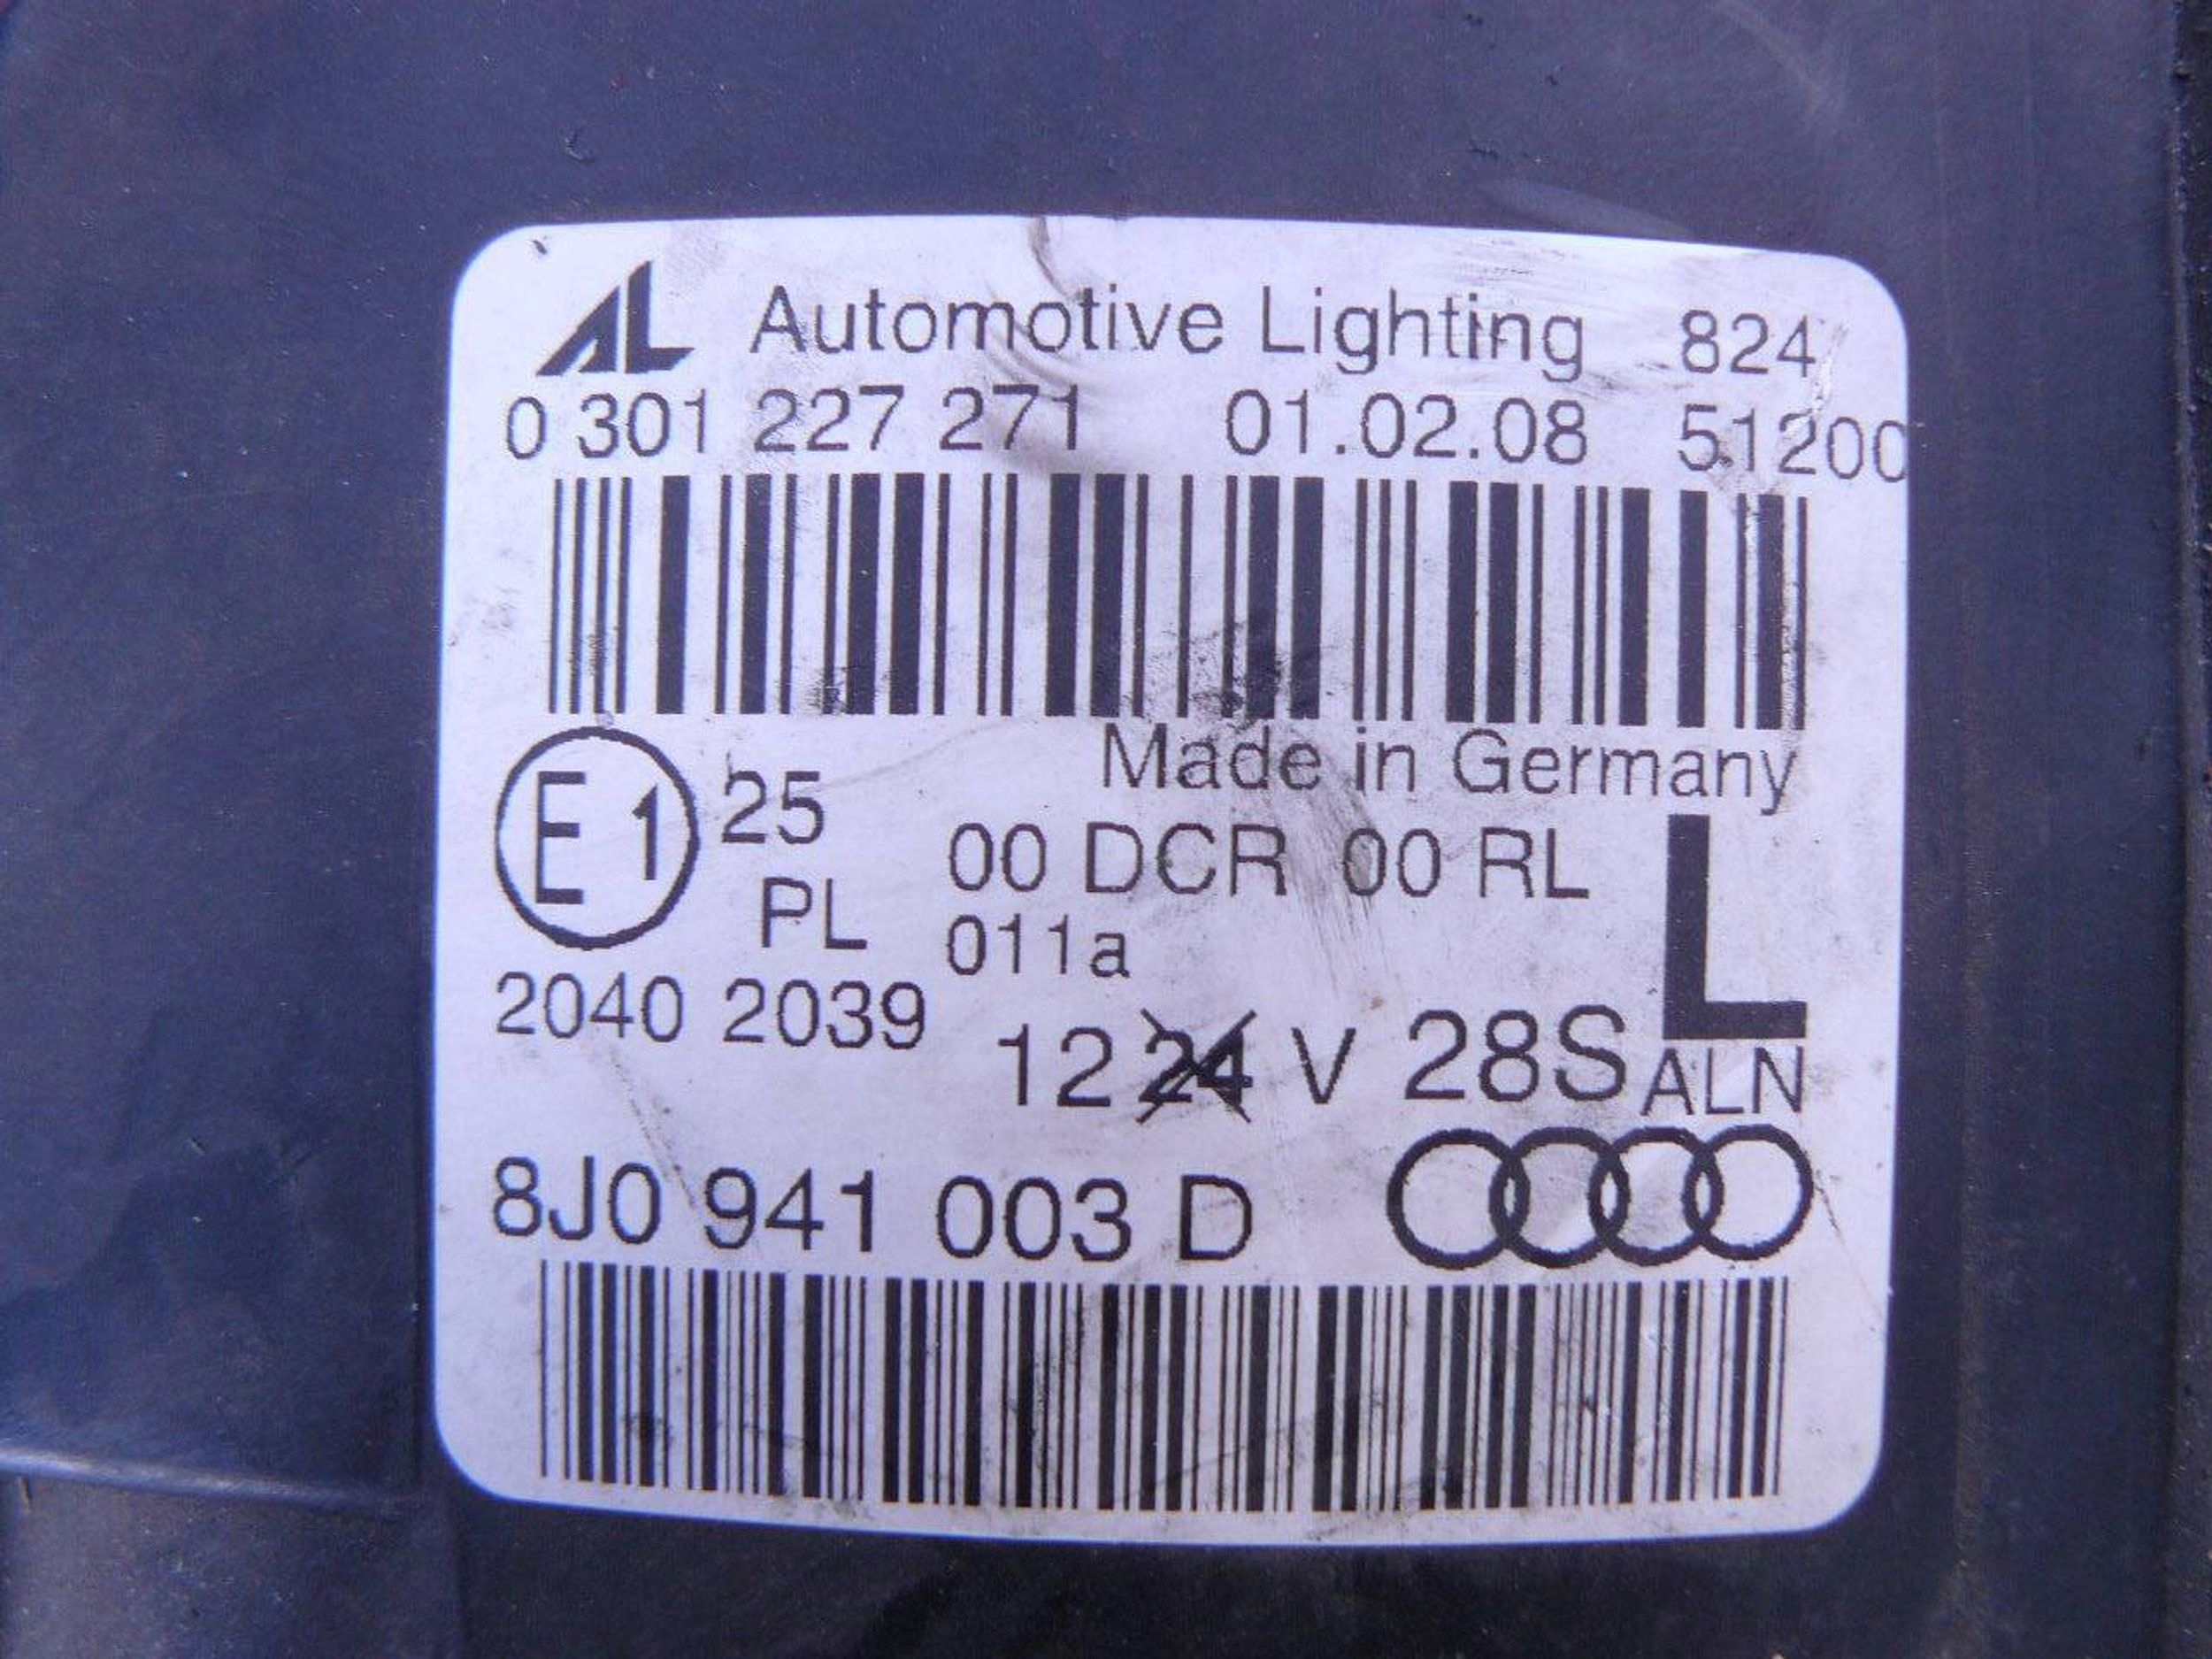 AL Automotive Lighting 824
0 301 227 271 01.02.08 51200
Made in Germany
E1 25 00 DCR 00 RL L
PL 011a
2040 2039
12 24 V 28S ALN
8J0 941 003 D